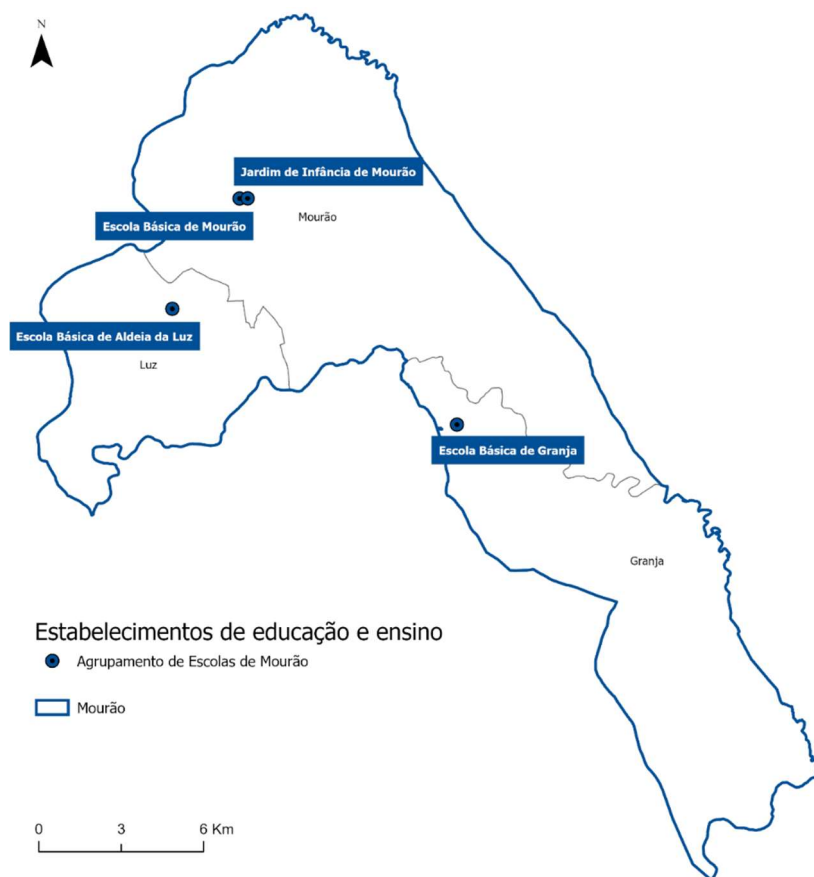 N
Jardim de Infância de Mourão
Mourão
Escola Básica de Mourão
Escola Básica de Aldeia da Luz
Luz
Escola Básica de Granja
Granja
Estabelecimentos de educação e ensino
Agrupamento de Escolas de Mourão
Mourão
0 3 6 Km